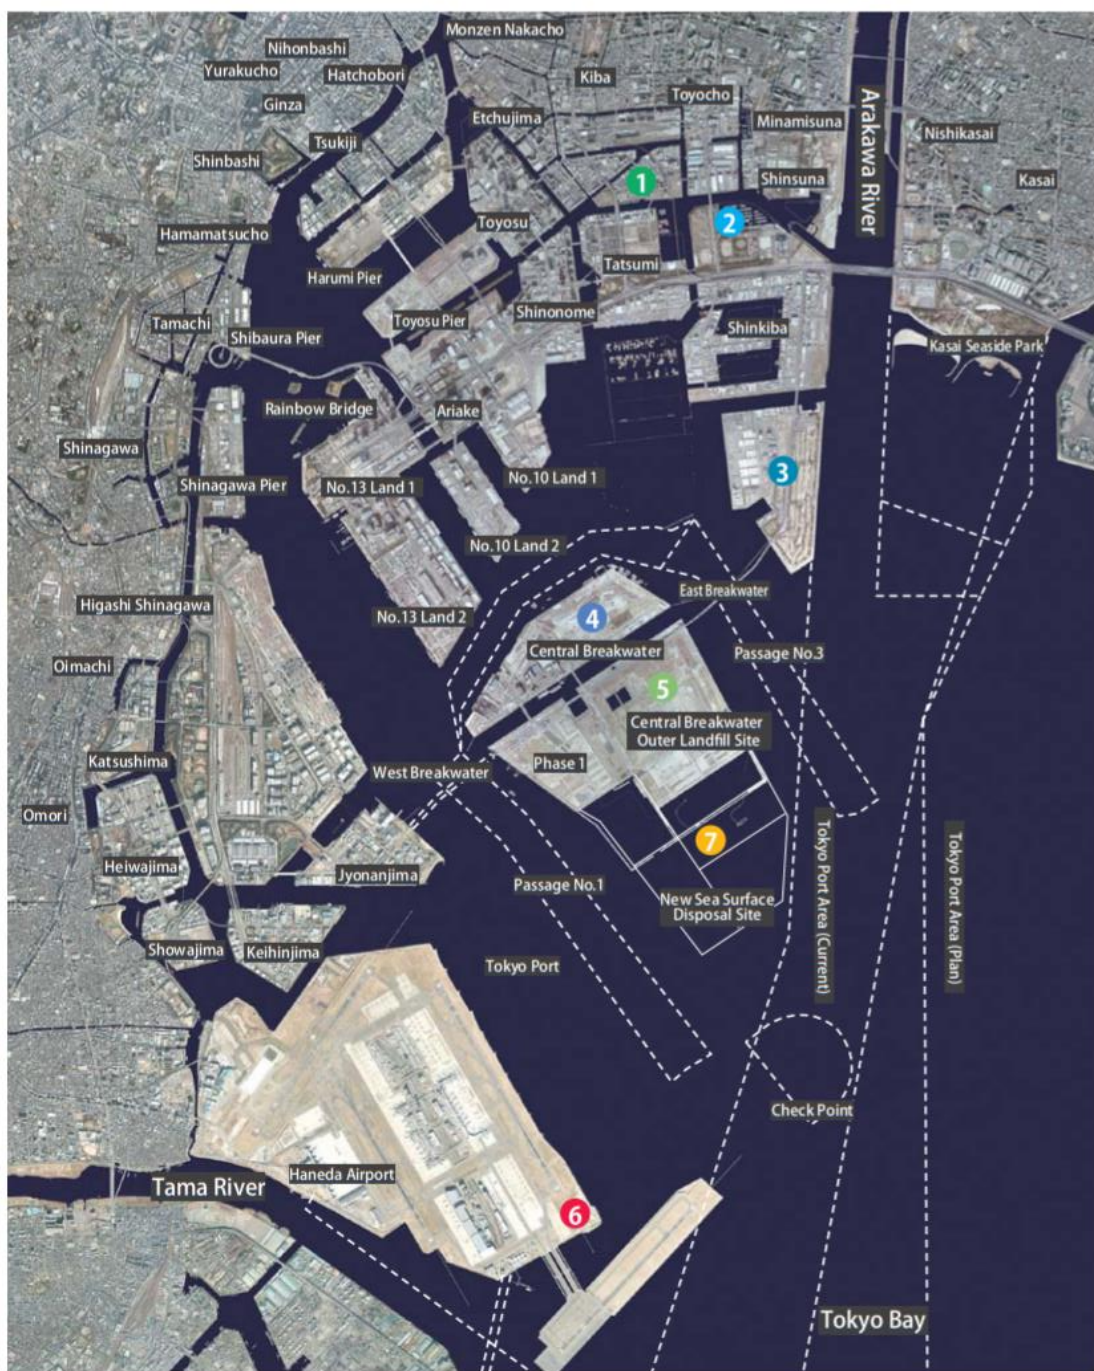 Monzen Nakacho
Nihonbashi
Yurakucho
Hatchobori
Kiba
Toyocho
Ginza
Etchujima
Minamisuna
Arakawa River
Nishikasai
Tsukiji
Shinbashi
1
Shinsuna
Kasai
2
Toyosu
Hamamatsucho
Tatsumi
Harumi Pier
Shinonome
Toyosu Pier
Tamachi
Shibaura Pier
Shinkiba
Kasai Seaside Park
Rainbow Bridge
Ariake
Shinagawa
3
No.10 Land 1
Shinagawa Pier
No.13 Land 1
No.10 Land 2
East Breakwater
Higashi Shinagawa
No.13 Land 2
4
Central Breakwater
Passage No.3
Oimachi
5
Central Breakwater
Outer Landfill Site
Katsushima
West Breakwater
Phase 1
Omori
7
Tokyo Port Area (Current)
Tokyo Port Area (Plan)
Heiwajima
Jyonanjima
Passage No.1
New Sea Surface
Disposal Site
Showajima
Keihinjima
Tokyo Port
Check Point
Haneda Airport
Tama River
6
Tokyo Bay